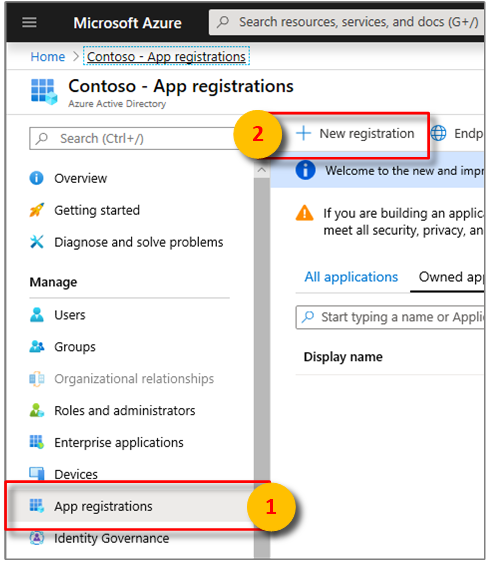 Microsoft Azure
Search resources, services, and docs (G+/)
Home > Contoso - App registrations
Contoso - App registrations
Azure Active Directory
Search (Ctrl+/)
2
+ New registration
Endp
Overview
Welcome to the new and impr
Getting started
If you are building an applica
meet all security, privacy, an
Diagnose and solve problems
All applications
Owned app
Manage
Users
Start typing a name or Applic
Groups
Display name
Organizational relationships
Roles and administrators
Enterprise applications
Devices
App registrations
1
Identity Governance